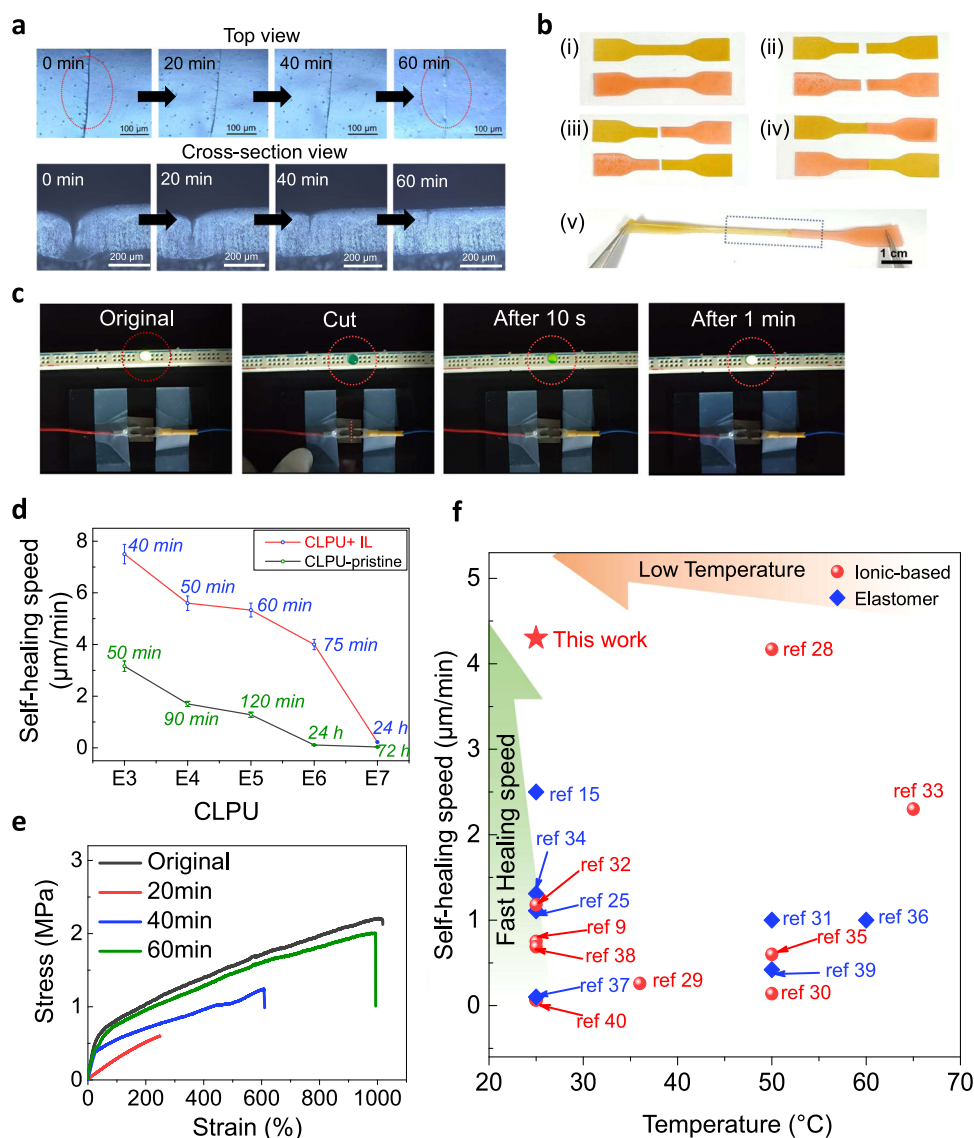 a
Top view
0 min
20 min
40 min
60 min
100 µm
100 µm
100 µm
100 µm
Cross-section view
0 min
20 min
40 min
60 min
200 µm
200 µm
200 µm
200 µm
b
(i)
(ii)
(iii)
(iv)
(v)
1 cm
c
Original
Cut
After 10 s
After 1 min
d
Self-healing speed
(µm/min)
8
6
4
2
0
40 min
50 min
60 min
75 min
24 h
50 min
90 min
120 min
24 h
72 h
CLPU+ IL
CLPU-pristine
E3
E4
E5
E6
E7
CLPU
e
Stress (MPa)
3
2
1
0
Original
20min
40min
60min
0
200
400
600
800
1000
Strain (%)
f
Self-healing speed (µm/min)
5
4
3
2
1
0
Low Temperature
Ionic-based
Elastomer
Fast Healing speed
This work
ref 28
ref 15
ref 33
ref 34
ref 32
ref 25
ref 9
ref 38
ref 37
ref 40
ref 29
ref 31
ref 36
ref 35
ref 39
ref 30
20
30
40
50
60
70
Temperature (°C)